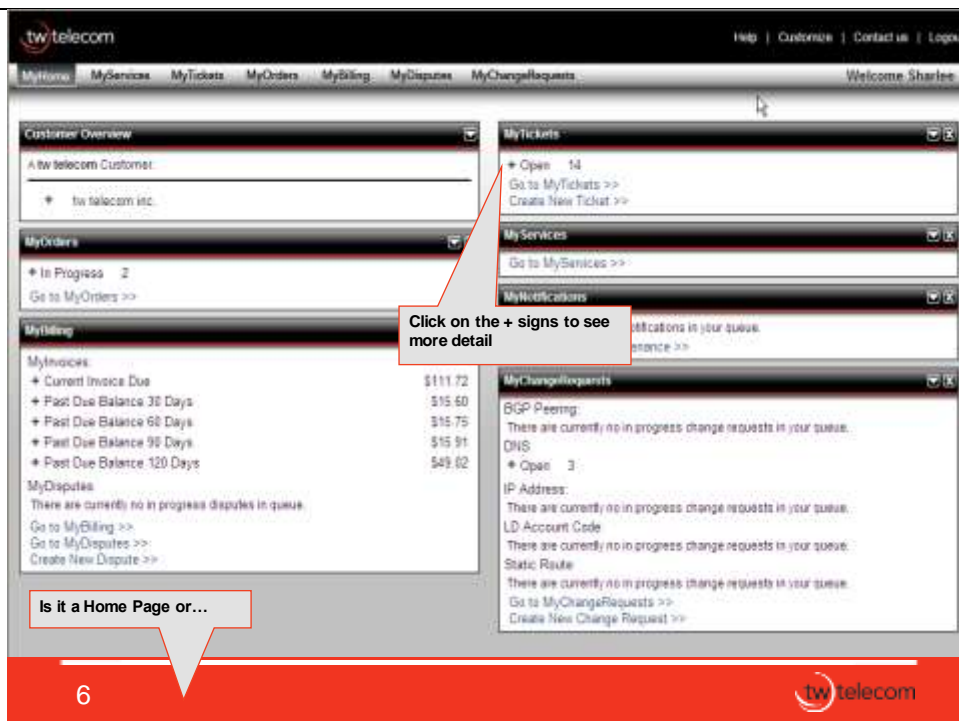 tw telecom
Help | Customize | Contact us | Logou
MyHome MyServices MyTickets MyOrders MyBilling MyDisputes MyChangeRequests Welcome Sharlee
Customer Overview
A tw telecom Customer.
+ tw telecom inc.
MyOrders
+ In Progress 2
Go to MyOrders >>
MyBilling
MyInvoices:
+ Current Invoice Due $111.72
+ Past Due Balance 30 Days $15.60
+ Past Due Balance 60 Days $15.75
+ Past Due Balance 90 Days $15.91
+ Past Due Balance 120 Days $49.02
MyDisputes
There are currently no in progress disputes in queue.
Go to MyBilling >>
Go to MyDisputes >>
Create New Dispute >>
MyTickets
+ Open 14
Go to MyTickets >>
Create New Ticket >>
MyServices
Go to MyServices >>
MyNotifications
in your queue.
>>
Click on the + signs to see
more detail
MyChangeRequests
BGP Peering:
There are currently no in progress change requests in your queue.
DNS
+ Open 3
IP Address:
There are currently no in progress change requests in your queue.
LD Account Code
There are currently no in progress change requests in your queue.
Static Route
There are currently no in progress change requests in your queue.
Go to MyChangeRequests >>
Create New Change Request >>
Is it a Home Page or…
6
tw telecom